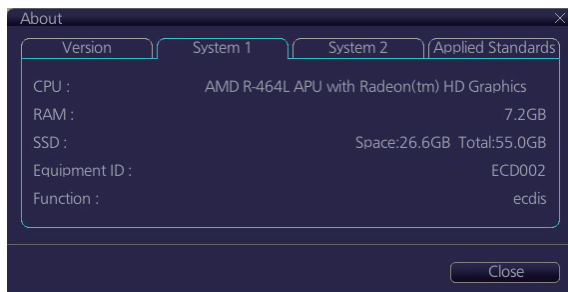 About
Version System 1 System 2 Applied Standards
CPU : AMD R-464L APU with Radeon(tm) HD Graphics
RAM : 7.2GB
SSD : Space:26.6GB Total:55.0GB
Equipment ID : ECD002
Function : ecdis
Close